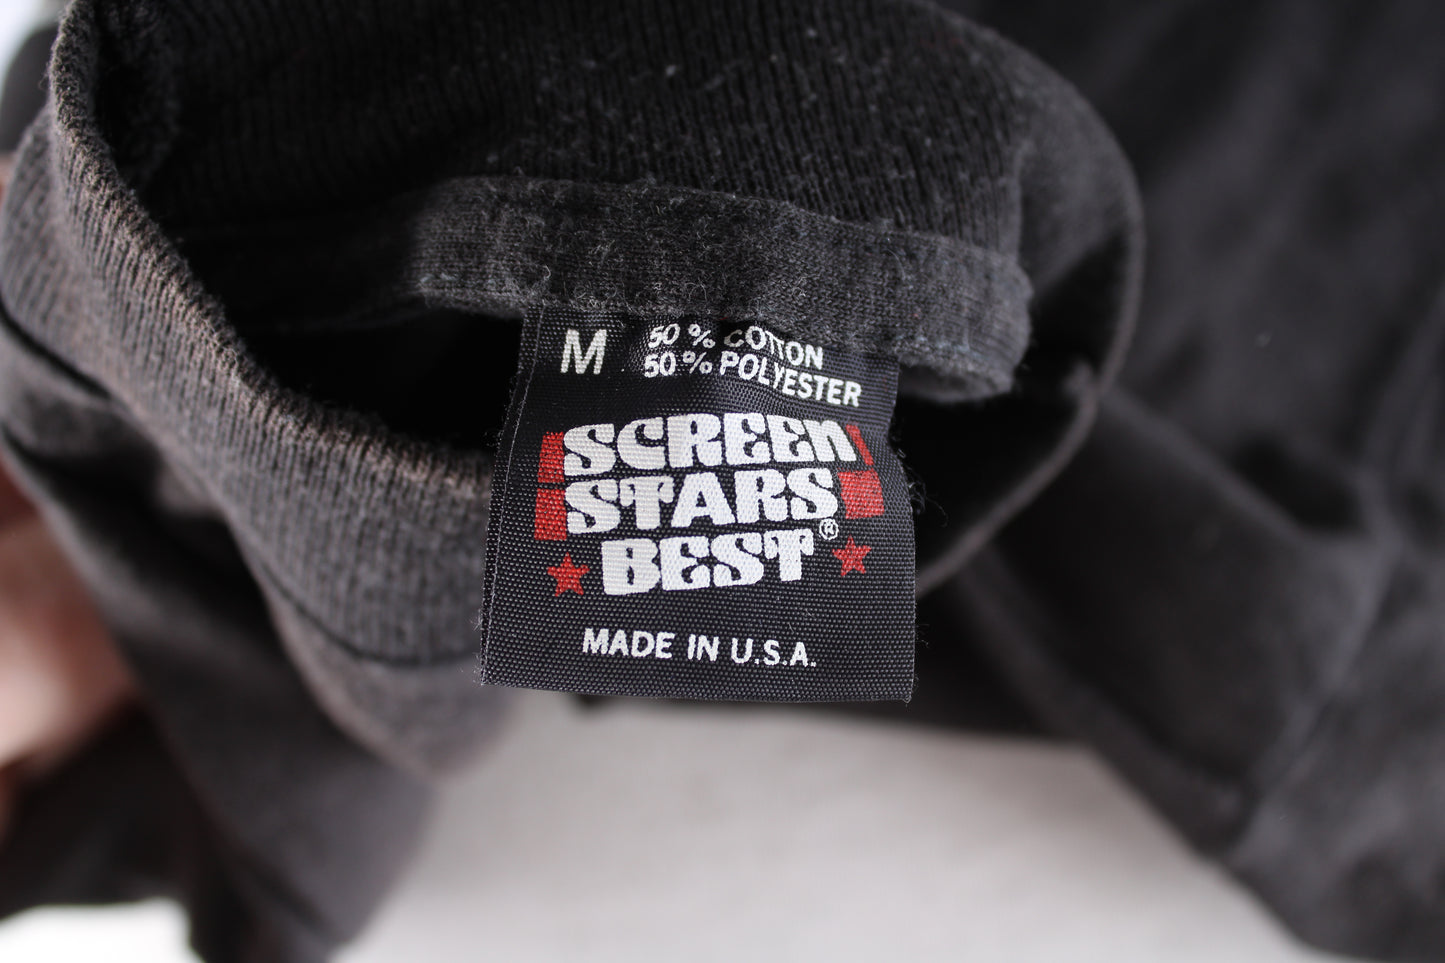 M
50% COTTON
50% POLYESTER
SCREEN
STARS
BEST®
MADE IN U.S.A.